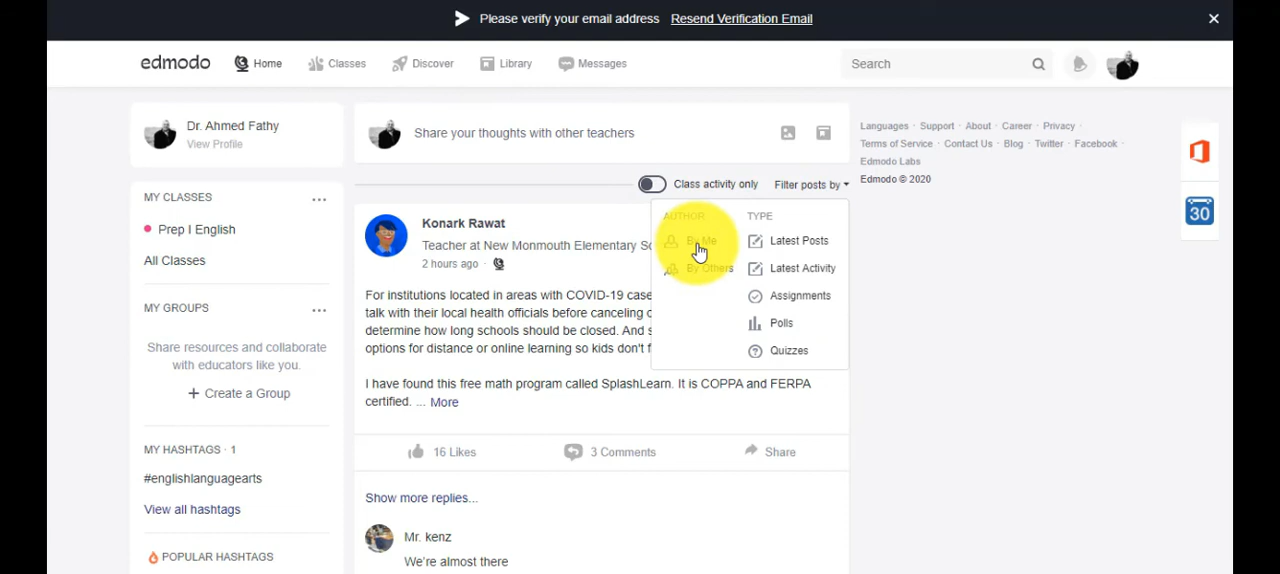 Please verify your email address Resend Verification Email
edmodo Home Classes Discover Library Messages Search
Dr. Ahmed Fathy
View Profile
MY CLASSES
Prep I English
All Classes
MY GROUPS
Share resources and collaborate
with educators like you.
+ Create a Group
MY HASHTAGS · 1
#englishlanguagearts
View all hashtags
POPULAR HASHTAGS
Share your thoughts with other teachers
Class activity only Filter posts by
AUTHOR
By Me
By Others
TYPE
Latest Posts
Latest Activity
Assignments
Polls
Quizzes
Konark Rawat
Teacher at New Monmouth Elementary
2 hours ago ·
For institutions located in areas with COVID-19
talk with their local health officials before canceling
determine how long schools should be closed. And
options for distance or online learning so kids don't
I have found this free math program called SplashLearn. It is COPPA and FERPA
certified. ... More
16 Likes 3 Comments Share
Show more replies...
Mr. kenz
We're almost there
Languages · Support · About · Career · Privacy ·
Terms of Service · Contact Us · Blog · Twitter · Facebook ·
Edmodo Labs
Edmodo © 2020
30